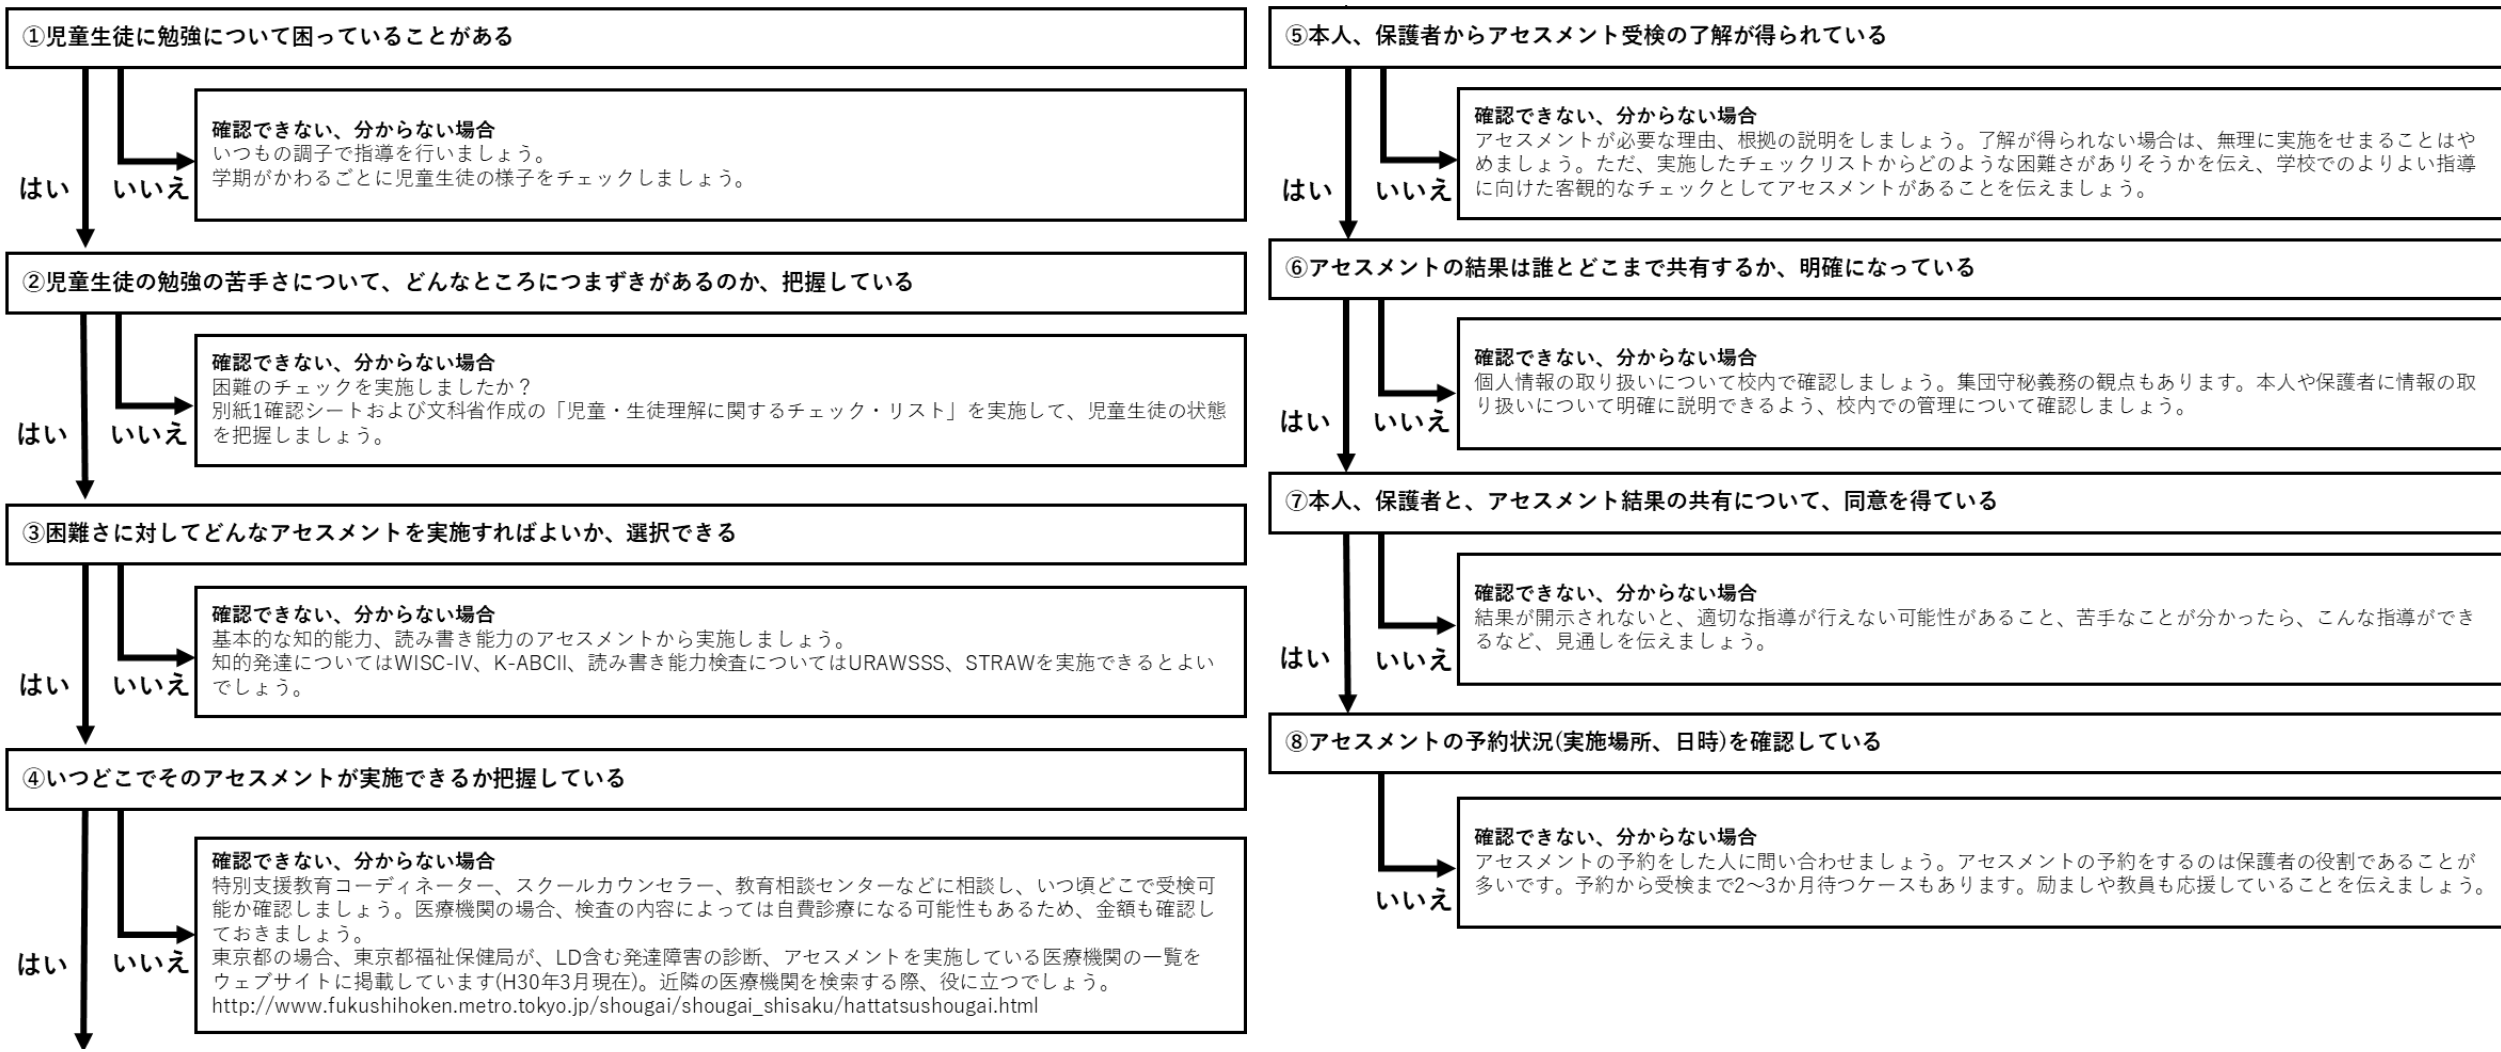 ①児童生徒に勉強について困っていることがある
確認できない、分からない場合
いつもの調子で指導を行いましょう。
学期がかわるごとに児童生徒の様子をチェックしましょう。
はい
いいえ
②児童生徒の勉強の苦手さについて、どんなところにつまずきがあるのか、把握している
確認できない、分からない場合
困難のチェックを実施しましたか？
別紙1確認シートおよび文科省作成の「児童・生徒理解に関するチェック・リスト」を実施して、児童生徒の状態
を把握しましょう。
はい
いいえ
③困難さに対してどんなアセスメントを実施すればよいか、選択できる
確認できない、分からない場合
基本的な知的能力、読み書き能力のアセスメントから実施しましょう。
知的発達についてはWISC-IV、K-ABCII、読み書き能力検査についてはURAWSSS、STRAWを実施できるとよい
でしょう。
はい
いいえ
④いつどこでそのアセスメントが実施できるか把握している
確認できない、分からない場合
特別支援教育コーディネーター、スクールカウンセラー、教育相談センターなどに相談し、いつ頃どこで受検可
能か確認しましょう。医療機関の場合、検査の内容によっては自費診療になる可能性もあるため、金額も確認し
ておきましょう。
東京都の場合、東京都福祉保健局が、LD含む発達障害の診断、アセスメントを実施している医療機関の一覧を
ウェブサイトに掲載しています(H30年3月現在)。近隣の医療機関を検索する際、役に立つでしょう。
http://www.fukushihoken.metro.tokyo.jp/shougai/shougai_shisaku/hattatsushougai.html
はい
いいえ
⑤本人、保護者からアセスメント受検の了解が得られている
確認できない、分からない場合
アセスメントが必要な理由、根拠の説明をしましょう。了解が得られない場合は、無理に実施をせまることはや
めましょう。ただ、実施したチェックリストからどのような困難さがありそうかを伝え、学校でのよりよい指導
に向けた客観的なチェックとしてアセスメントがあることを伝えましょう。
はい
いいえ
⑥アセスメントの結果は誰とどこまで共有するか、明確になっている
確認できない、分からない場合
個人情報の取り扱いについて校内で確認しましょう。集団守秘義務の観点もあります。本人や保護者に情報の取
り扱いについて明確に説明できるよう、校内での管理について確認しましょう。
はい
いいえ
⑦本人、保護者と、アセスメント結果の共有について、同意を得ている
確認できない、分からない場合
結果が開示されないと、適切な指導が行えない可能性があること、苦手なことが分かったら、こんな指導ができ
るなど、見通しを伝えましょう。
はい
いいえ
⑧アセスメントの予約状況(実施場所、日時)を確認している
確認できない、分からない場合
アセスメントの予約をした人に問い合わせましょう。アセスメントの予約をするのは保護者の役割であることが
多いです。予約から受検まで2〜3か月待つケースもあります。励ましや教員も応援していることを伝えましょう。
いいえ